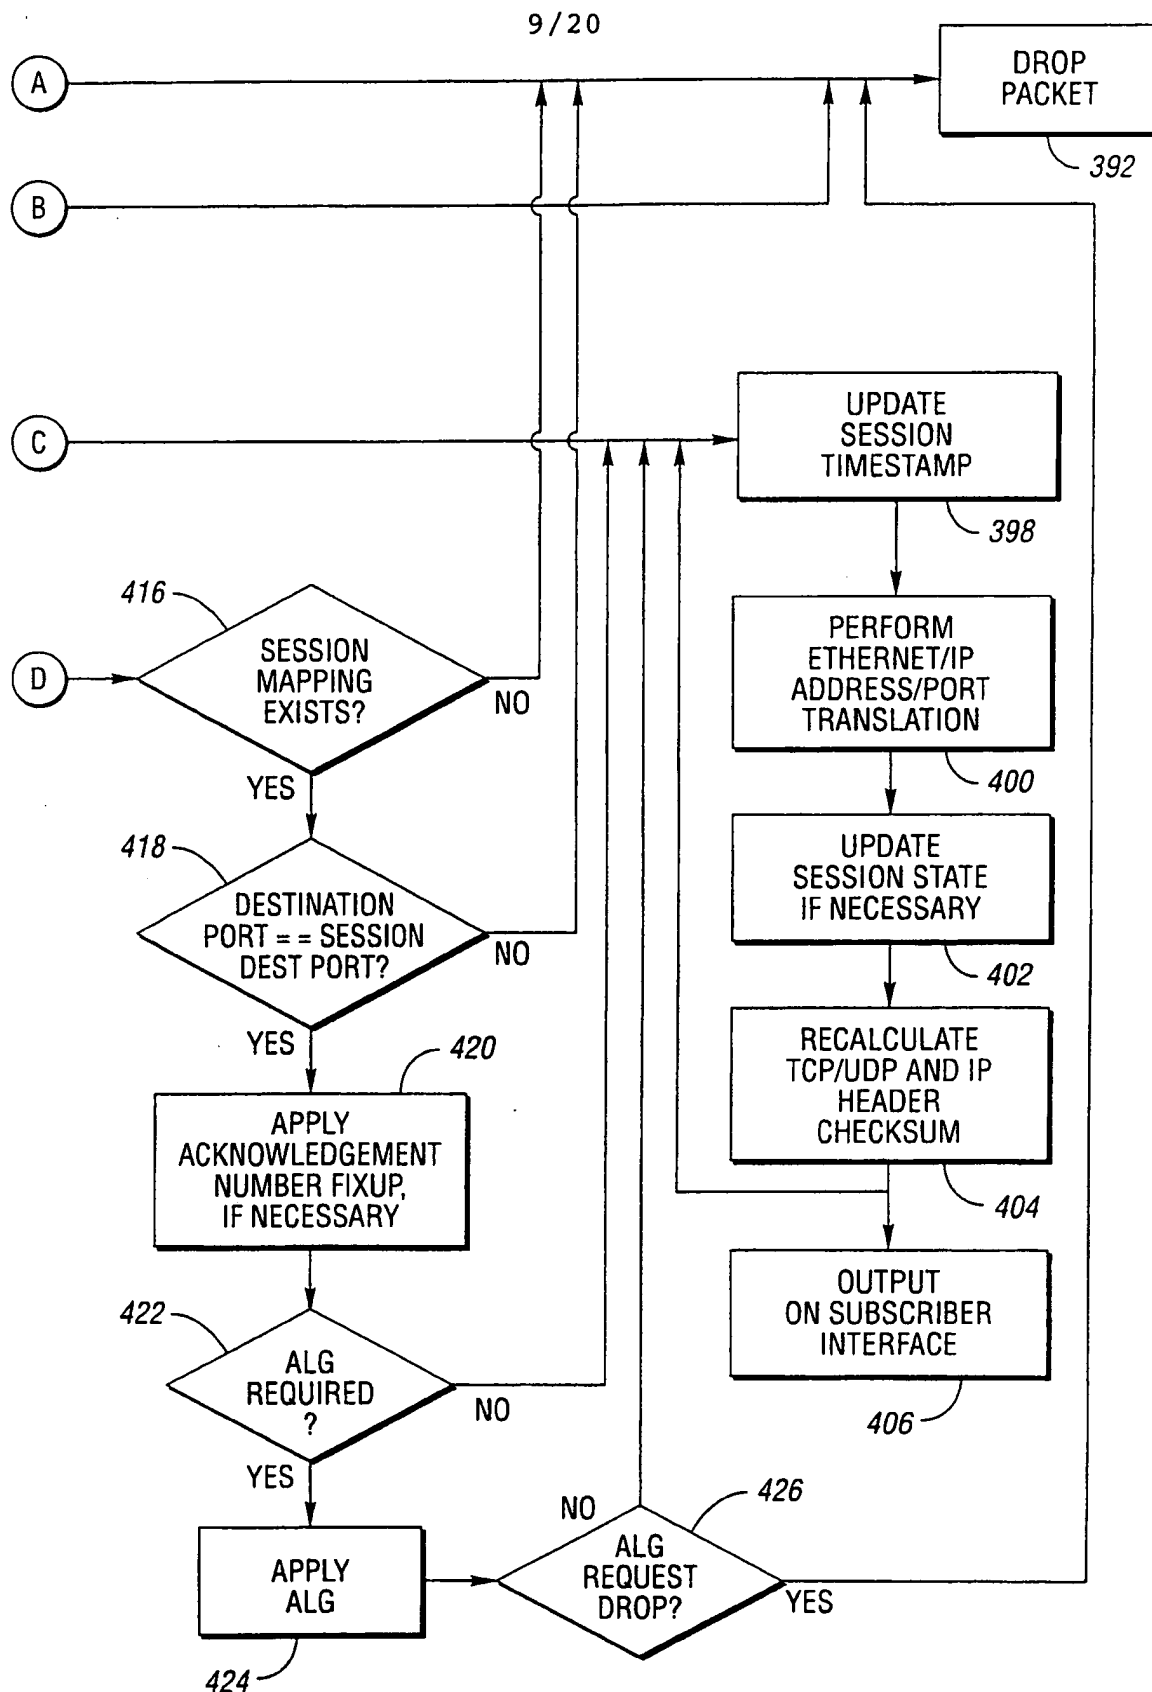 9/20
A
DROP
PACKET
392
B
C
UPDATE
SESSION
TIMESTAMP
398
416
D
SESSION
MAPPING
EXISTS?
NO
YES
PERFORM
ETHERNET/IP
ADDRESS/PORT
TRANSLATION
400
418
DESTINATION
PORT == SESSION
DEST PORT?
NO
YES
UPDATE
SESSION STATE
IF NECESSARY
402
420
APPLY
ACKNOWLEDGEMENT
NUMBER FIXUP,
IF NECESSARY
RECALCULATE
TCP/UDP AND IP
HEADER
CHECKSUM
404
422
ALG
REQUIRED
?
NO
YES
OUTPUT
ON SUBSCRIBER
INTERFACE
406
APPLY
ALG
424
NO
426
ALG
REQUEST
DROP?
YES